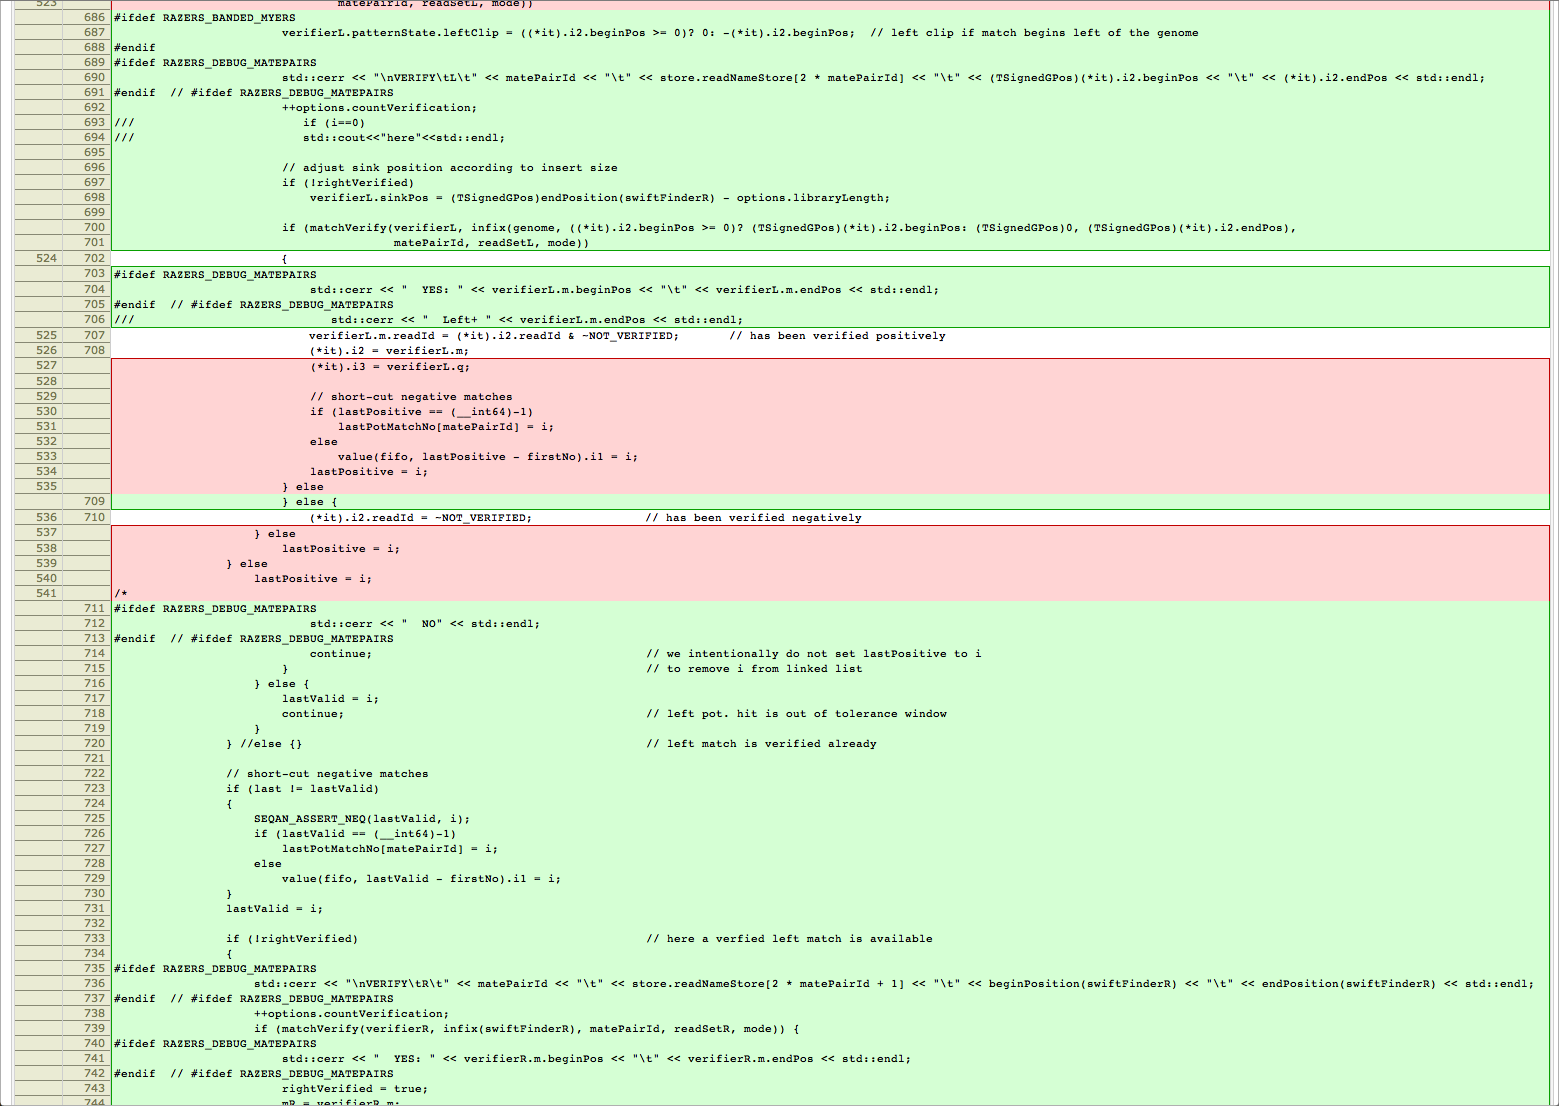 523 matePairId, readSetL, mode))
686 #ifdef RAZERS_BANDED_MYERS
687 verifierL.patternState.leftClip = ((*it).i2.beginPos >= 0)? 0: -(*it).i2.beginPos; // left clip if match begins left of the genome
688 #endif
689 #ifdef RAZERS_DEBUG_MATEPAIRS
690 std::cerr << "\nVERIFY\tL\t" << matePairId << "\t" << store.readNameStore[2 * matePairId] << "\t" << (TSignedGPos)(*it).i2.beginPos << "\t" << (*it).i2.endPos << std::endl;
691 #endif // #ifdef RAZERS_DEBUG_MATEPAIRS
692 ++options.countVerification;
693 /// if (i==0)
694 /// std::cout<<"here"<<std::endl;
695
696 // adjust sink position according to insert size
697 if (!rightVerified)
698 verifierL.sinkPos = (TSignedGPos)endPosition(swiftFinderR) - options.libraryLength;
699
700 if (matchVerify(verifierL, infix(genome, ((*it).i2.beginPos >= 0)? (TSignedGPos)(*it).i2.beginPos: (TSignedGPos)0, (TSignedGPos)(*it).i2.endPos),
701 matePairId, readSetL, mode))
524 702 {
703 #ifdef RAZERS_DEBUG_MATEPAIRS
704 std::cerr << "  YES: " << verifierL.m.beginPos << "\t" << verifierL.m.endPos << std::endl;
705 #endif // #ifdef RAZERS_DEBUG_MATEPAIRS
706 /// std::cerr << "  Left+ " << verifierL.m.endPos << std::endl;
525 707 verifierL.m.readId = (*it).i2.readId & ~NOT_VERIFIED; // has been verified positively
526 708 (*it).i2 = verifierL.m;
527 (*it).i3 = verifierL.q;
528
529 // short-cut negative matches
530 if (lastPositive == (__int64)-1)
531 lastPotMatchNo[matePairId] = i;
532 else
533 value(fifo, lastPositive - firstNo).i1 = i;
534 lastPositive = i;
535 } else
709 } else {
536 710 (*it).i2.readId = ~NOT_VERIFIED; // has been verified negatively
537 } else
538 lastPositive = i;
539 } else
540 lastPositive = i;
541 /*
711 #ifdef RAZERS_DEBUG_MATEPAIRS
712 std::cerr << "  NO" << std::endl;
713 #endif // #ifdef RAZERS_DEBUG_MATEPAIRS
714 continue; // we intentionally do not set lastPositive to i
715 } // to remove i from linked list
716 } else {
717 lastValid = i;
718 continue; // left pot. hit is out of tolerance window
719 }
720 } //else {} // left match is verified already
721
722 // short-cut negative matches
723 if (last != lastValid)
724 {
725 SEQAN_ASSERT_NEQ(lastValid, i);
726 if (lastValid == (__int64)-1)
727 lastPotMatchNo[matePairId] = i;
728 else
729 value(fifo, lastValid - firstNo).i1 = i;
730 }
731 lastValid = i;
732
733 if (!rightVerified) // here a verfied left match is available
734 {
735 #ifdef RAZERS_DEBUG_MATEPAIRS
736 std::cerr << "\nVERIFY\tR\t" << matePairId << "\t" << store.readNameStore[2 * matePairId + 1] << "\t" << beginPosition(swiftFinderR) << "\t" << endPosition(swiftFinderR) << std::endl;
737 #endif // #ifdef RAZERS_DEBUG_MATEPAIRS
738 ++options.countVerification;
739 if (matchVerify(verifierR, infix(swiftFinderR), matePairId, readSetR, mode)) {
740 #ifdef RAZERS_DEBUG_MATEPAIRS
741 std::cerr << "  YES: " << verifierR.m.beginPos << "\t" << verifierR.m.endPos << std::endl;
742 #endif // #ifdef RAZERS_DEBUG_MATEPAIRS
743 rightVerified = true;
744 mR = verifierR.m;